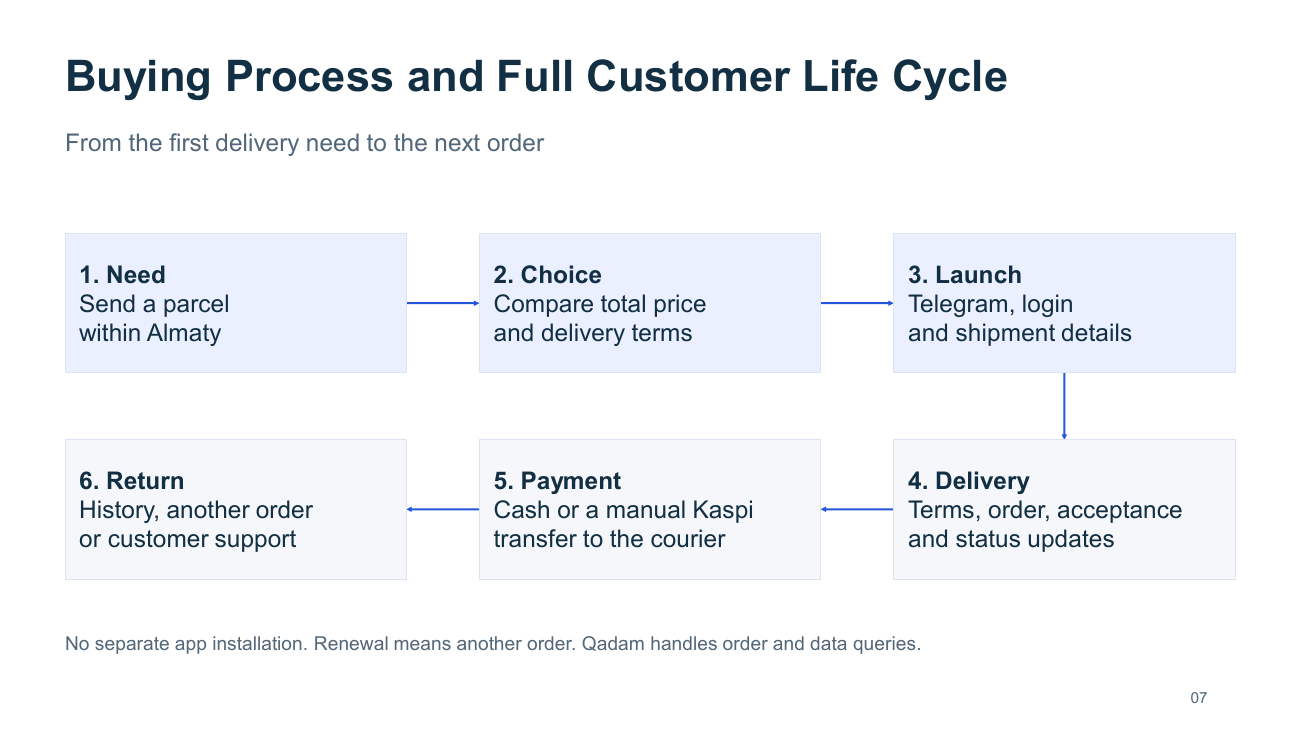 Buying Process and Full Customer Life Cycle
From the first delivery need to the next order
1. Need
Send a parcel
within Almaty
2. Choice
Compare total price
and delivery terms
3. Launch
Telegram, login
and shipment details
4. Delivery
Terms, order, acceptance
and status updates
5. Payment
Cash or a manual Kaspi
transfer to the courier
6. Return
History, another order
or customer support
No separate app installation. Renewal means another order. Qadam handles order and data queries.
07